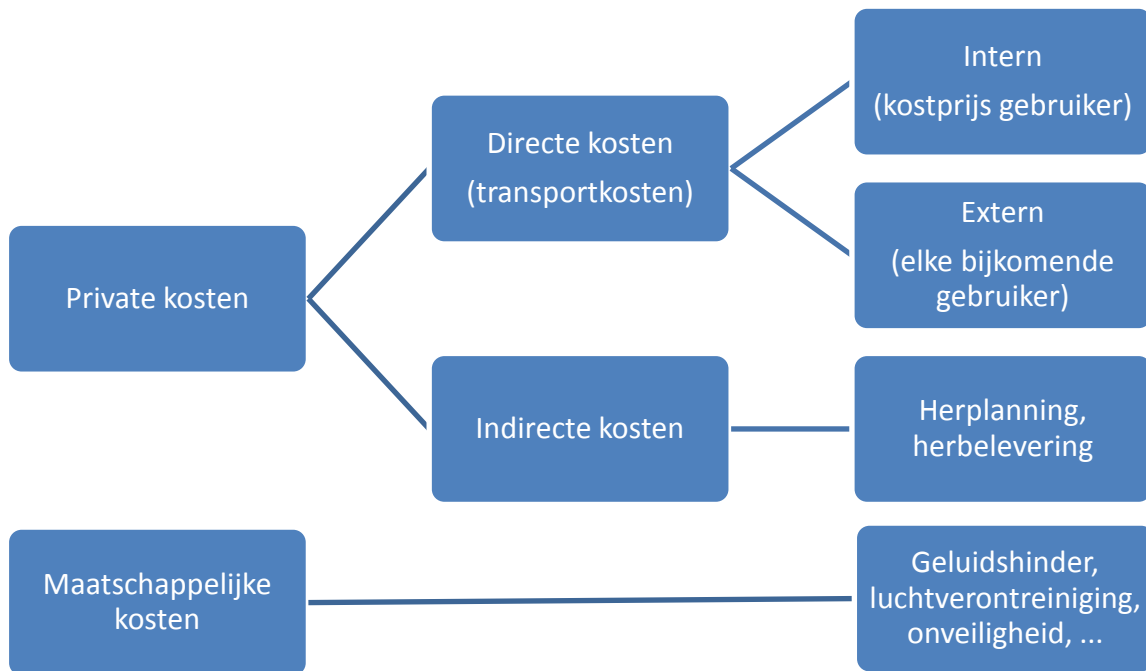 Private kosten
Directe kosten
(transportkosten)
Intern
(kostprijs gebruiker)
Extern
(elke bijkomende
gebruiker)
Indirecte kosten
Herplanning,
herbelevering
Maatschappelijke
kosten
Geluidshinder,
luchtverontreiniging,
onveiligheid, ...